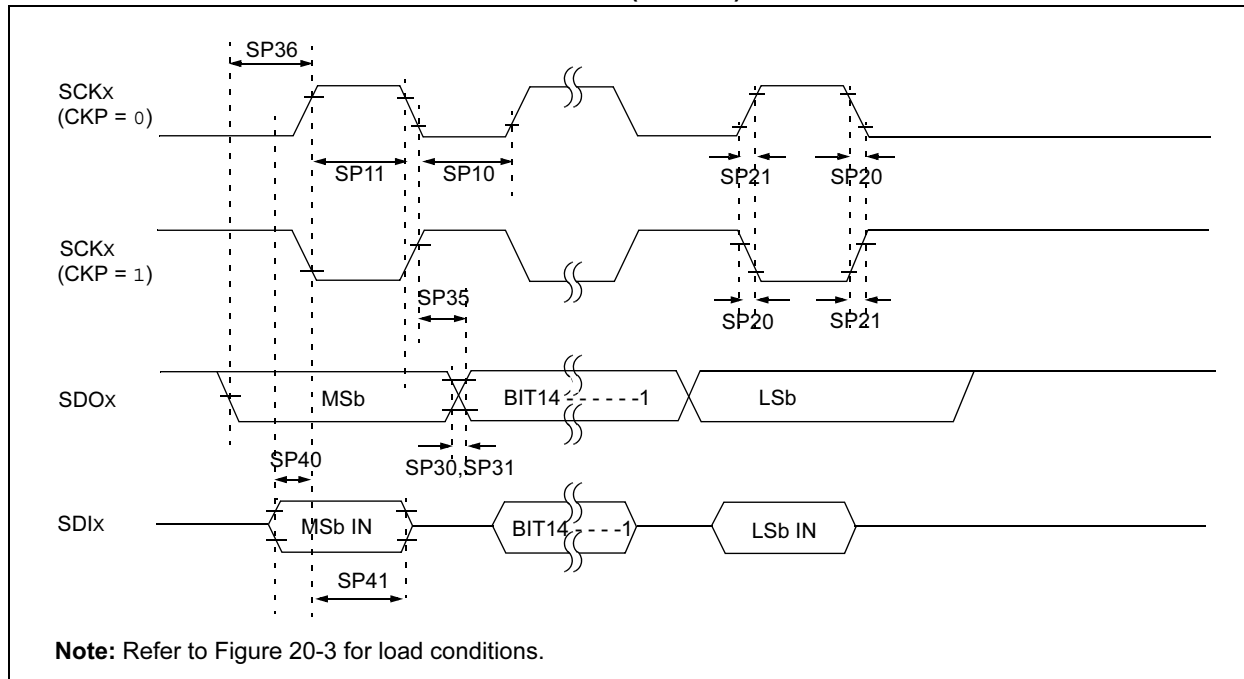 SP36
SCKx
(CKP = 0)
SP11
SP10
SP21
SP20
SCKx
(CKP = 1)
SP35
SP20
SP21
SDOx
MSb
BIT14 - - - - - -1
LSb
SP40
SP30,SP31
SDIx
MSb IN
BIT14 - - - - -1
LSb IN
SP41
Note: Refer to Figure 20-3 for load conditions.